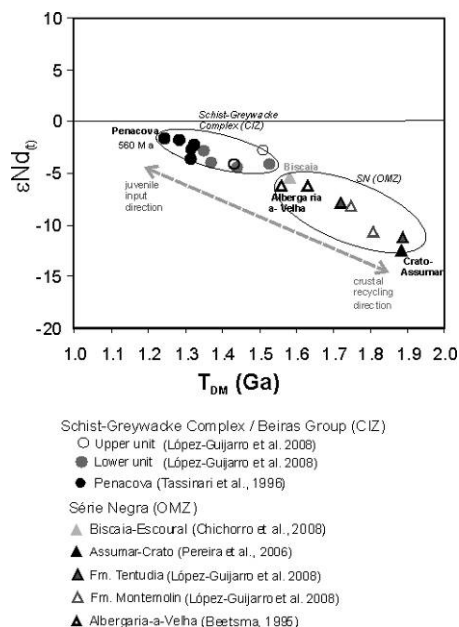 10
5
0
-5
-10
-15
-20
εNd(t)
Schist-Greywacke
Complex (CIZ)
Penacova
560 Ma
Biscaia
SN (OMZ)
Albergaria
a- Velha
juvenile
input
direction
Crato-
Assumar
crustal
recycling
direction
1.0 1.1 1.2 1.3 1.4 1.5 1.6 1.7 1.8 1.9 2.0
TDM (Ga)
Schist-Greywacke Complex / Beiras Group (CIZ)
Upper unit (López-Guijarro et al. 2008)
Lower unit (López-Guijarro et al. 2008)
Penacova (Tassinari et al., 1996)
Série Negra (OMZ)
Biscaia-Escoural (Chichorro et al., 2008)
Assumar-Crato (Pereira et al., 2006)
Fm. Tentudia (López-Guijarro et al. 2008)
Fm. Montemolin (López-Guijarro et al. 2008)
Albergaria-a-Velha (Beetsma, 1995)